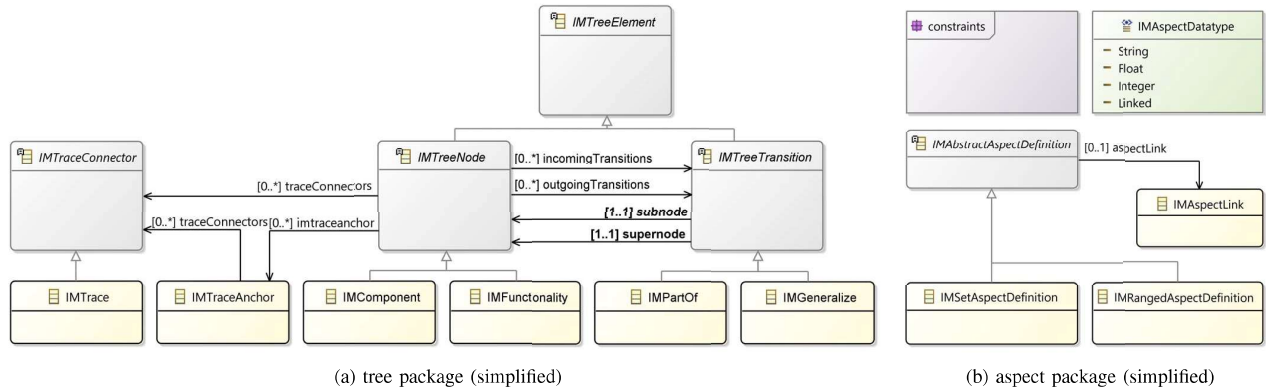 IMTreeElement
IMTraceConnector
IMTreeNode
IMTreeTransition
[0..*] incomingTransitions
[0..*] outgoingTransitions
[0..*] traceConnectors
[1..1] subnode
[1..1] supernode
[0..*] traceConnectors
[0..*] imtraceanchor
IMTrace
IMTraceAnchor
IMComponent
IMFunctonality
IMPartOf
IMGeneralize
(a) tree package (simplified)
constraints
IMAspectDatatype
String
Float
Integer
Linked
IMAbstractAspectDefinition
[0..1] aspectLink
IMAspectLink
IMSetAspectDefinition
IMRangedAspectDefinition
(b) aspect package (simplified)